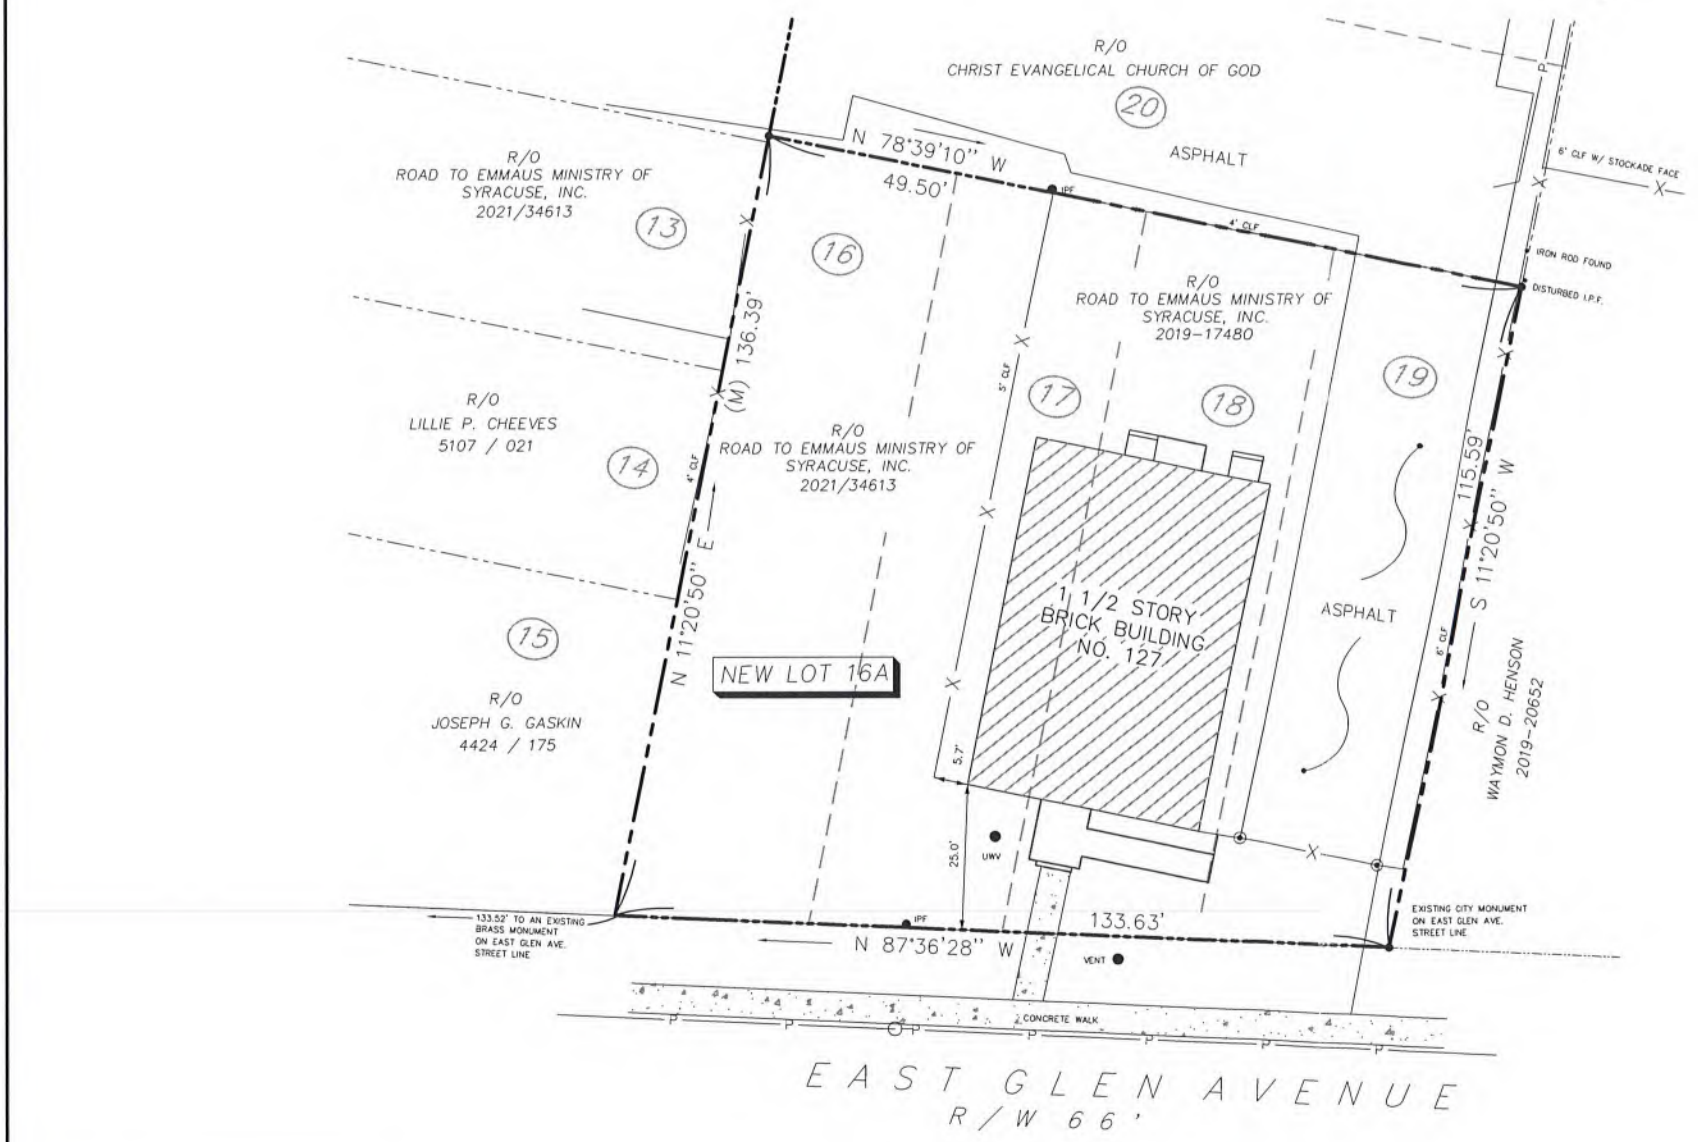 R/O
CHRIST EVANGELICAL CHURCH OF GOD
20
ASPHALT
P
6' CLF W/ STOCKADE FACE
X
X
N 78°39'10" W
49.50'
IPF
4' CLF
IRON ROD FOUND
DISTURBED I.P.F.
R/O
ROAD TO EMMAUS MINISTRY OF
SYRACUSE, INC.
2021/34613
13
16
X
(M) 136.39'
X
4' CLF
N 11°20'50" E
R/O
ROAD TO EMMAUS MINISTRY OF
SYRACUSE, INC.
2019-17480
X
5' CLF
X
X
17
18
19
R/O
LILLIE P. CHEEVES
5107 / 021
14
R/O
ROAD TO EMMAUS MINISTRY OF
SYRACUSE, INC.
2021/34613
X
115.59'
X
S 11°20'50" W
6' CLF
X
1 1/2 STORY
BRICK BUILDING
NO. 127
ASPHALT
15
R/O
JOSEPH G. GASKIN
4424 / 175
NEW LOT 16A
R/O
WAYMON D. HENSON
2019-20652
5.7'
25.0'
UWV
X
133.52' TO AN EXISTING
BRASS MONUMENT
ON EAST GLEN AVE.
STREET LINE
IPF
133.63'
N 87°36'28" W
VENT
EXISTING CITY MONUMENT
ON EAST GLEN AVE.
STREET LINE
CONCRETE WALK
P P P P P P P
EAST GLEN AVENUE
R/W 66'